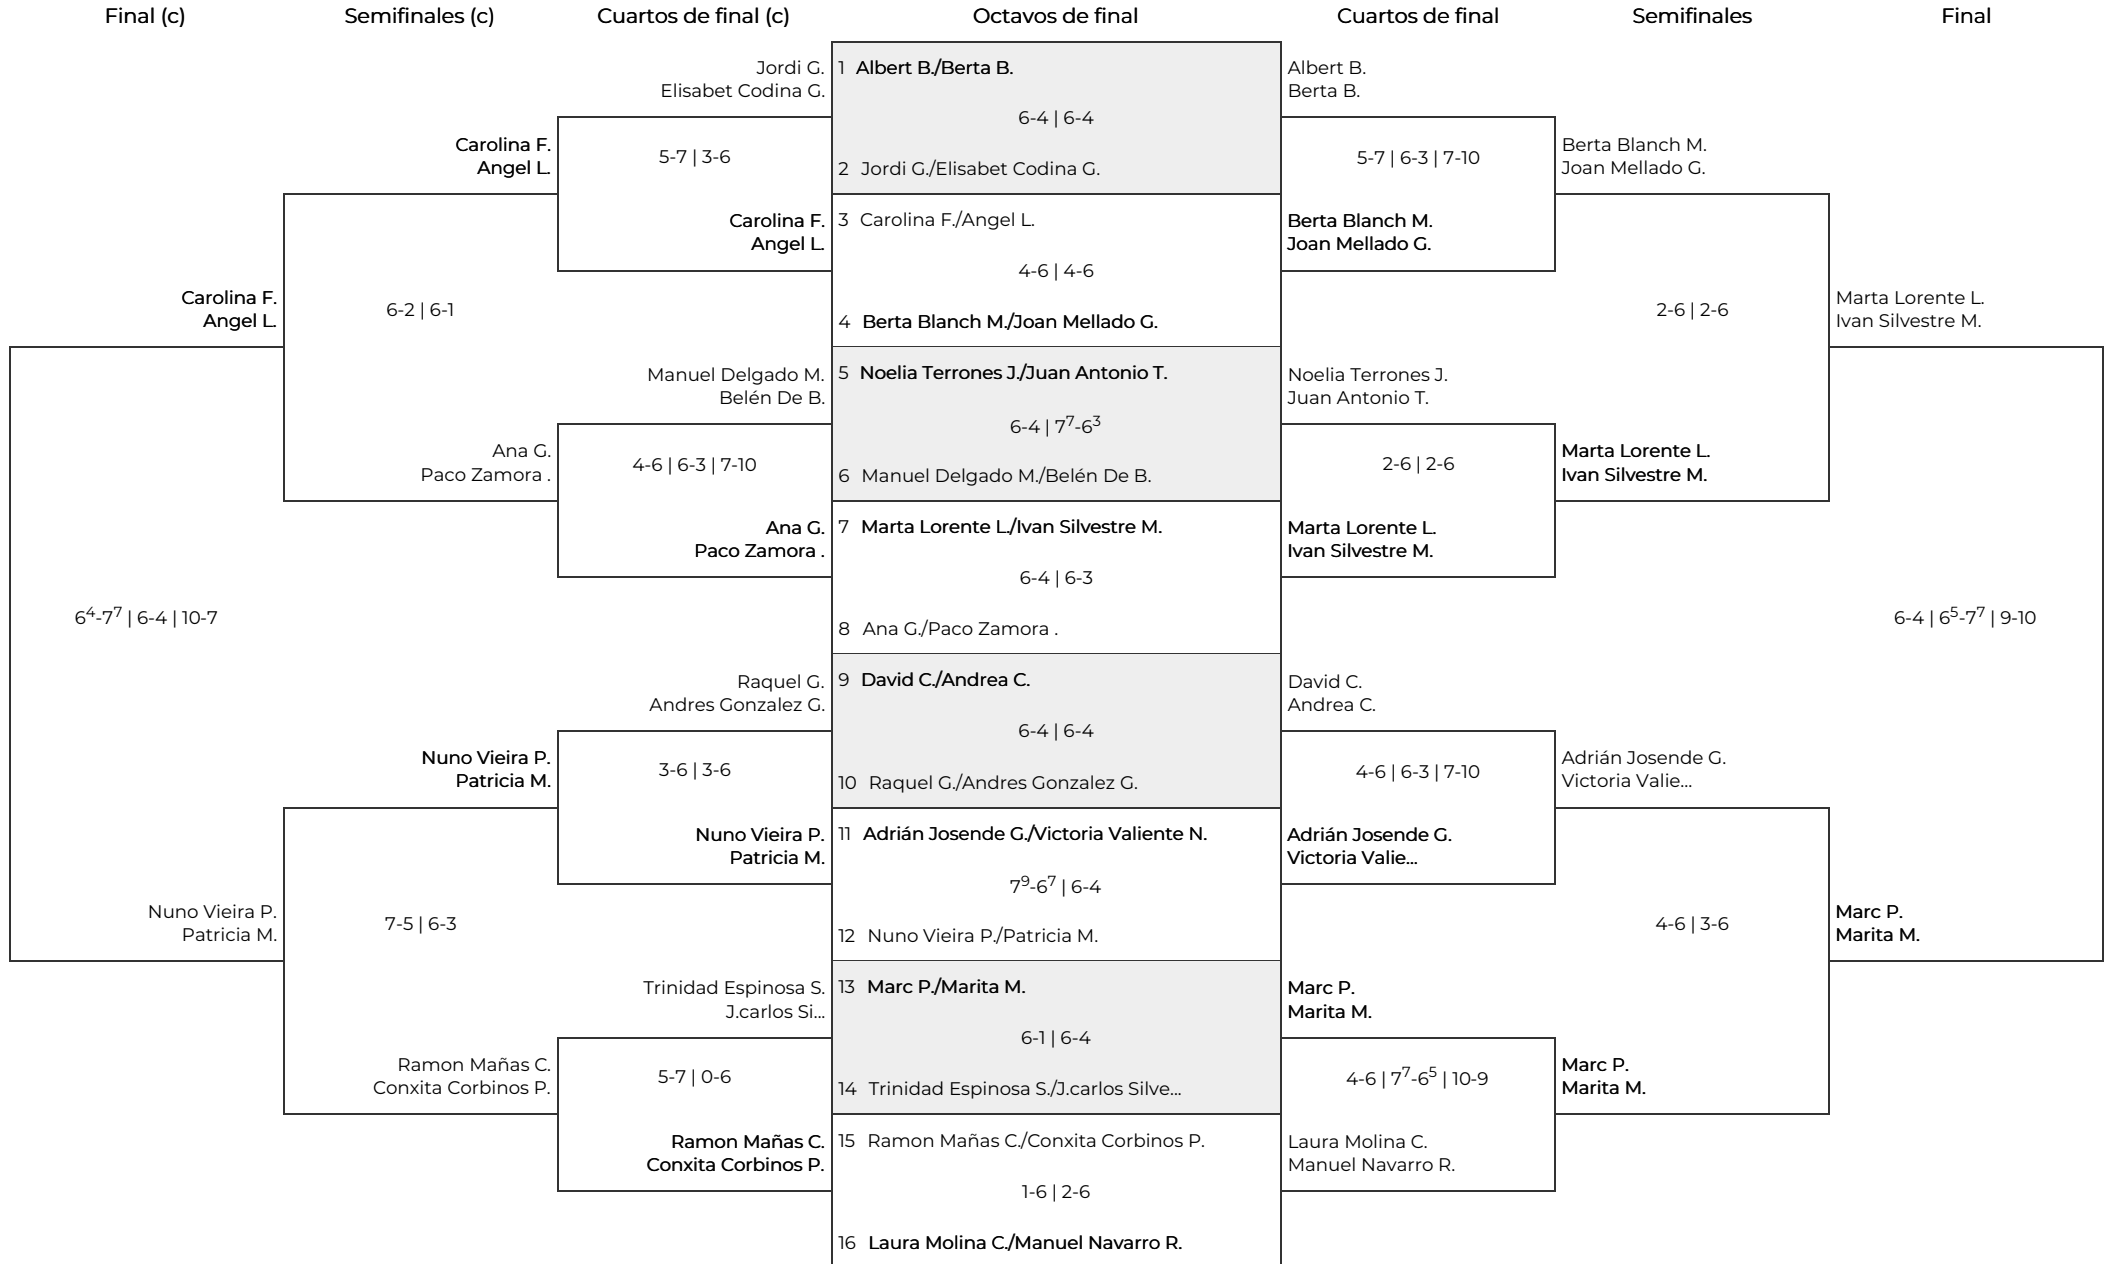 Final (c)
Semifinales (c)
Cuartos de final (c)
Octavos de final
Cuartos de final
Semifinales
Final
Carolina F.
Angel L.
6⁴-7⁷ | 6-4 | 10-7
Nuno Vieira P.
Patricia M.
Carolina F.
Angel L.
6-2 | 6-1
Ana G.
Paco Zamora .
Nuno Vieira P.
Patricia M.
7-5 | 6-3
Ramon Mañas C.
Conxita Corbinos P.
Jordi G.
Elisabet Codina G.
5-7 | 3-6
Carolina F.
Angel L.
Manuel Delgado M.
Belén De B.
4-6 | 6-3 | 7-10
Ana G.
Paco Zamora .
Raquel G.
Andres Gonzalez G.
3-6 | 3-6
Nuno Vieira P.
Patricia M.
Trinidad Espinosa S.
J.carlos Si...
5-7 | 0-6
Ramon Mañas C.
Conxita Corbinos P.
1 Albert B./Berta B.
6-4 | 6-4
2 Jordi G./Elisabet Codina G.
3 Carolina F./Angel L.
4-6 | 4-6
4 Berta Blanch M./Joan Mellado G.
5 Noelia Terrones J./Juan Antonio T.
6-4 | 7⁷-6³
6 Manuel Delgado M./Belén De B.
7 Marta Lorente L./Ivan Silvestre M.
6-4 | 6-3
8 Ana G./Paco Zamora .
9 David C./Andrea C.
6-4 | 6-4
10 Raquel G./Andres Gonzalez G.
11 Adrián Josende G./Victoria Valiente N.
7⁹-6⁷ | 6-4
12 Nuno Vieira P./Patricia M.
13 Marc P./Marita M.
6-1 | 6-4
14 Trinidad Espinosa S./J.carlos Silve...
15 Ramon Mañas C./Conxita Corbinos P.
1-6 | 2-6
16 Laura Molina C./Manuel Navarro R.
Albert B.
Berta B.
5-7 | 6-3 | 7-10
Berta Blanch M.
Joan Mellado G.
Noelia Terrones J.
Juan Antonio T.
2-6 | 2-6
Marta Lorente L.
Ivan Silvestre M.
David C.
Andrea C.
4-6 | 6-3 | 7-10
Adrián Josende G.
Victoria Valie...
Marc P.
Marita M.
4-6 | 7⁷-6⁵ | 10-9
Laura Molina C.
Manuel Navarro R.
Berta Blanch M.
Joan Mellado G.
2-6 | 2-6
Marta Lorente L.
Ivan Silvestre M.
Adrián Josende G.
Victoria Valie...
4-6 | 3-6
Marc P.
Marita M.
Marta Lorente L.
Ivan Silvestre M.
6-4 | 6⁵-7⁷ | 9-10
Marc P.
Marita M.